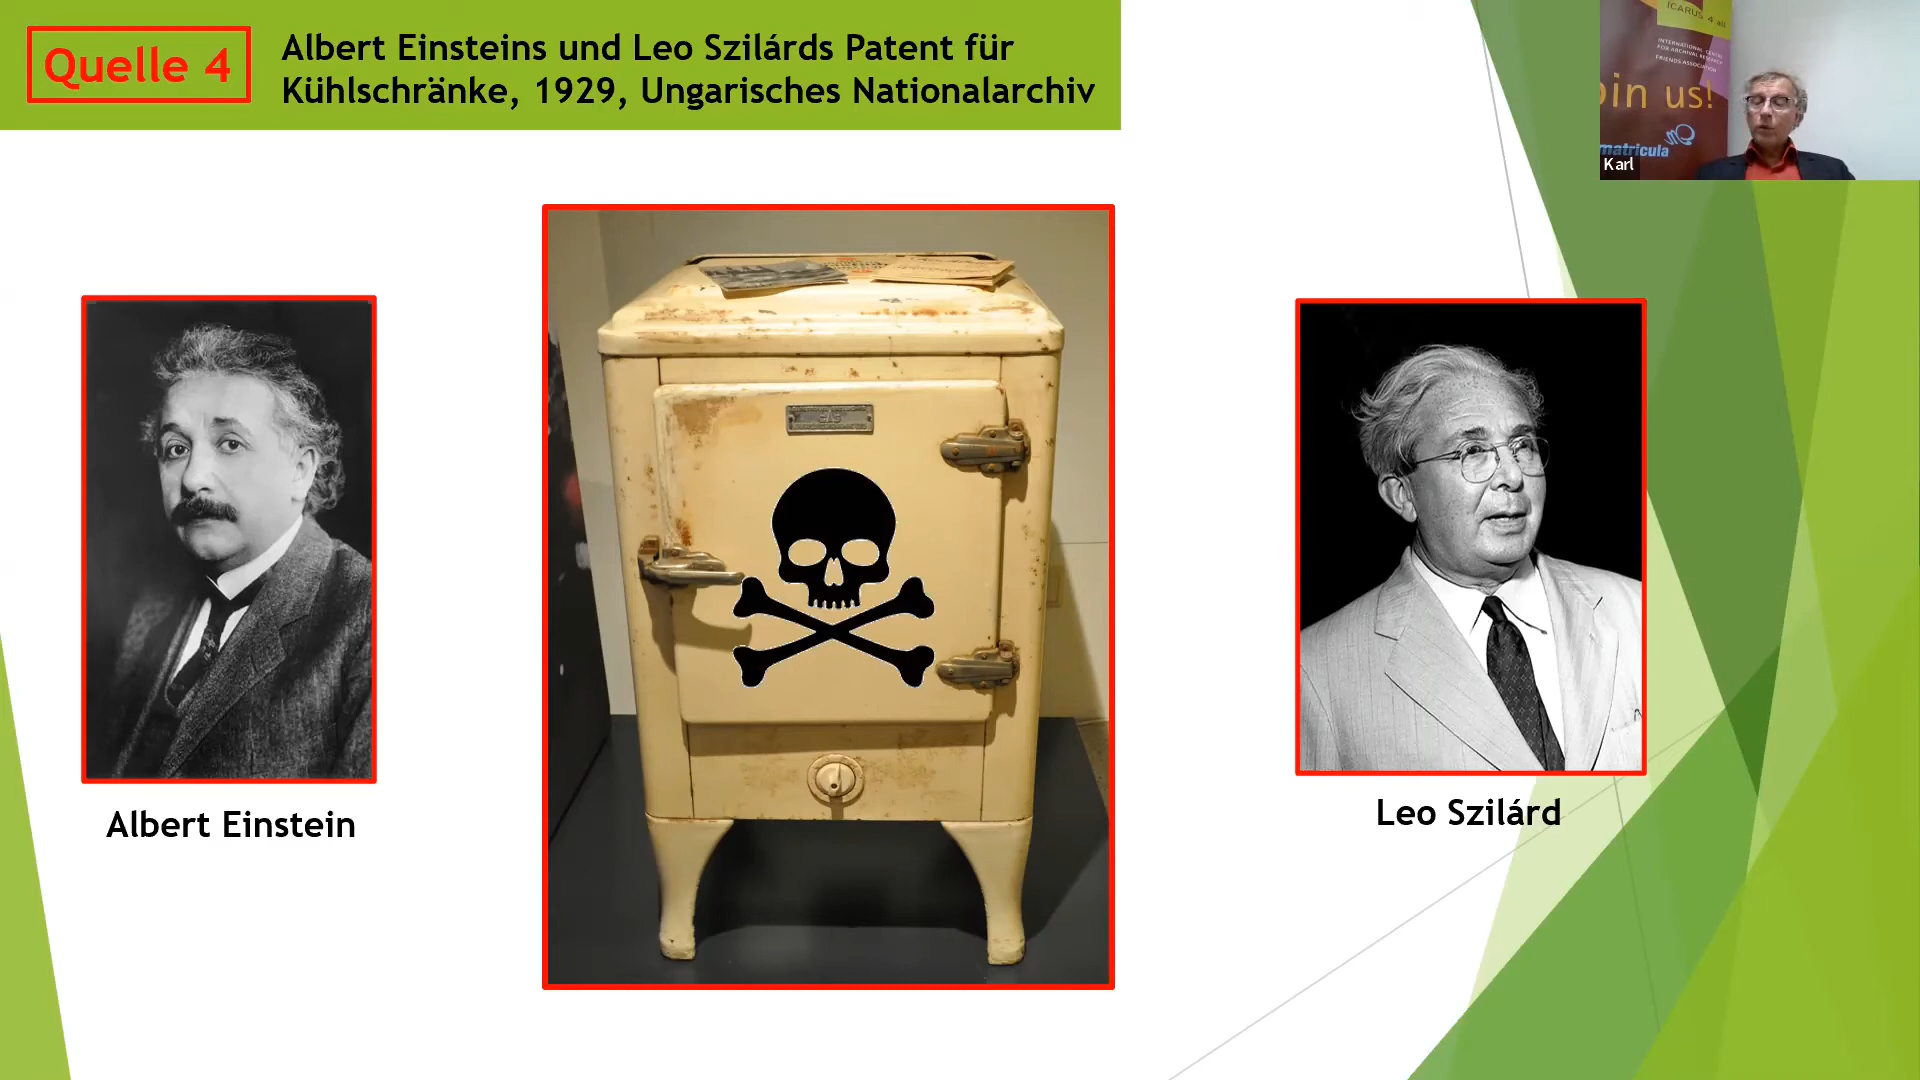 Quelle 4
Albert Einsteins und Leo Szilárds Patent für
Kühlschränke, 1929, Ungarisches Nationalarchiv
ICARUS 4 all
INTERNATIONAL CENTRE
FOR ARCHIVAL RESEARCH
FRIENDS ASSOCIATION
oin us!
matricula
Karl
Albert Einstein
Leo Szilárd